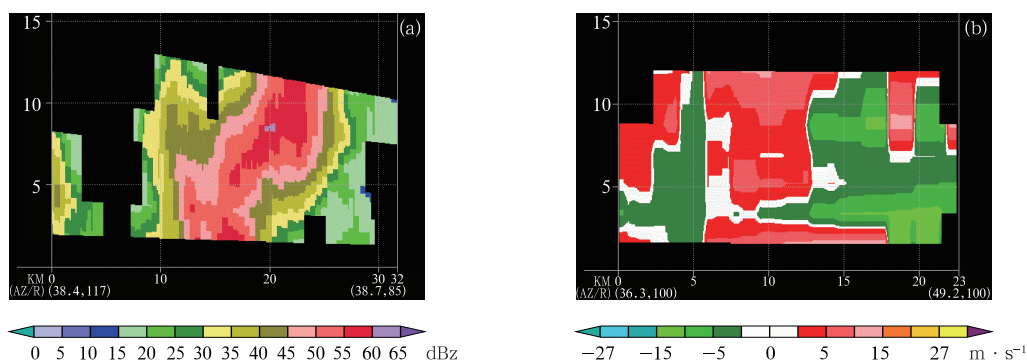 (a)
15
10
5
KM 0 10 20 30 32
(AZ/R) (38.4,117) (38.7,85)
0 5 10 15 20 25 30 35 40 45 50 55 60 65 dBz
(b)
15
10
5
KM 0 5 10 15 20 23
(AZ/R) (36.3,100) (49.2,100)
−27 −15 −5 0 5 15 27 m · s⁻¹